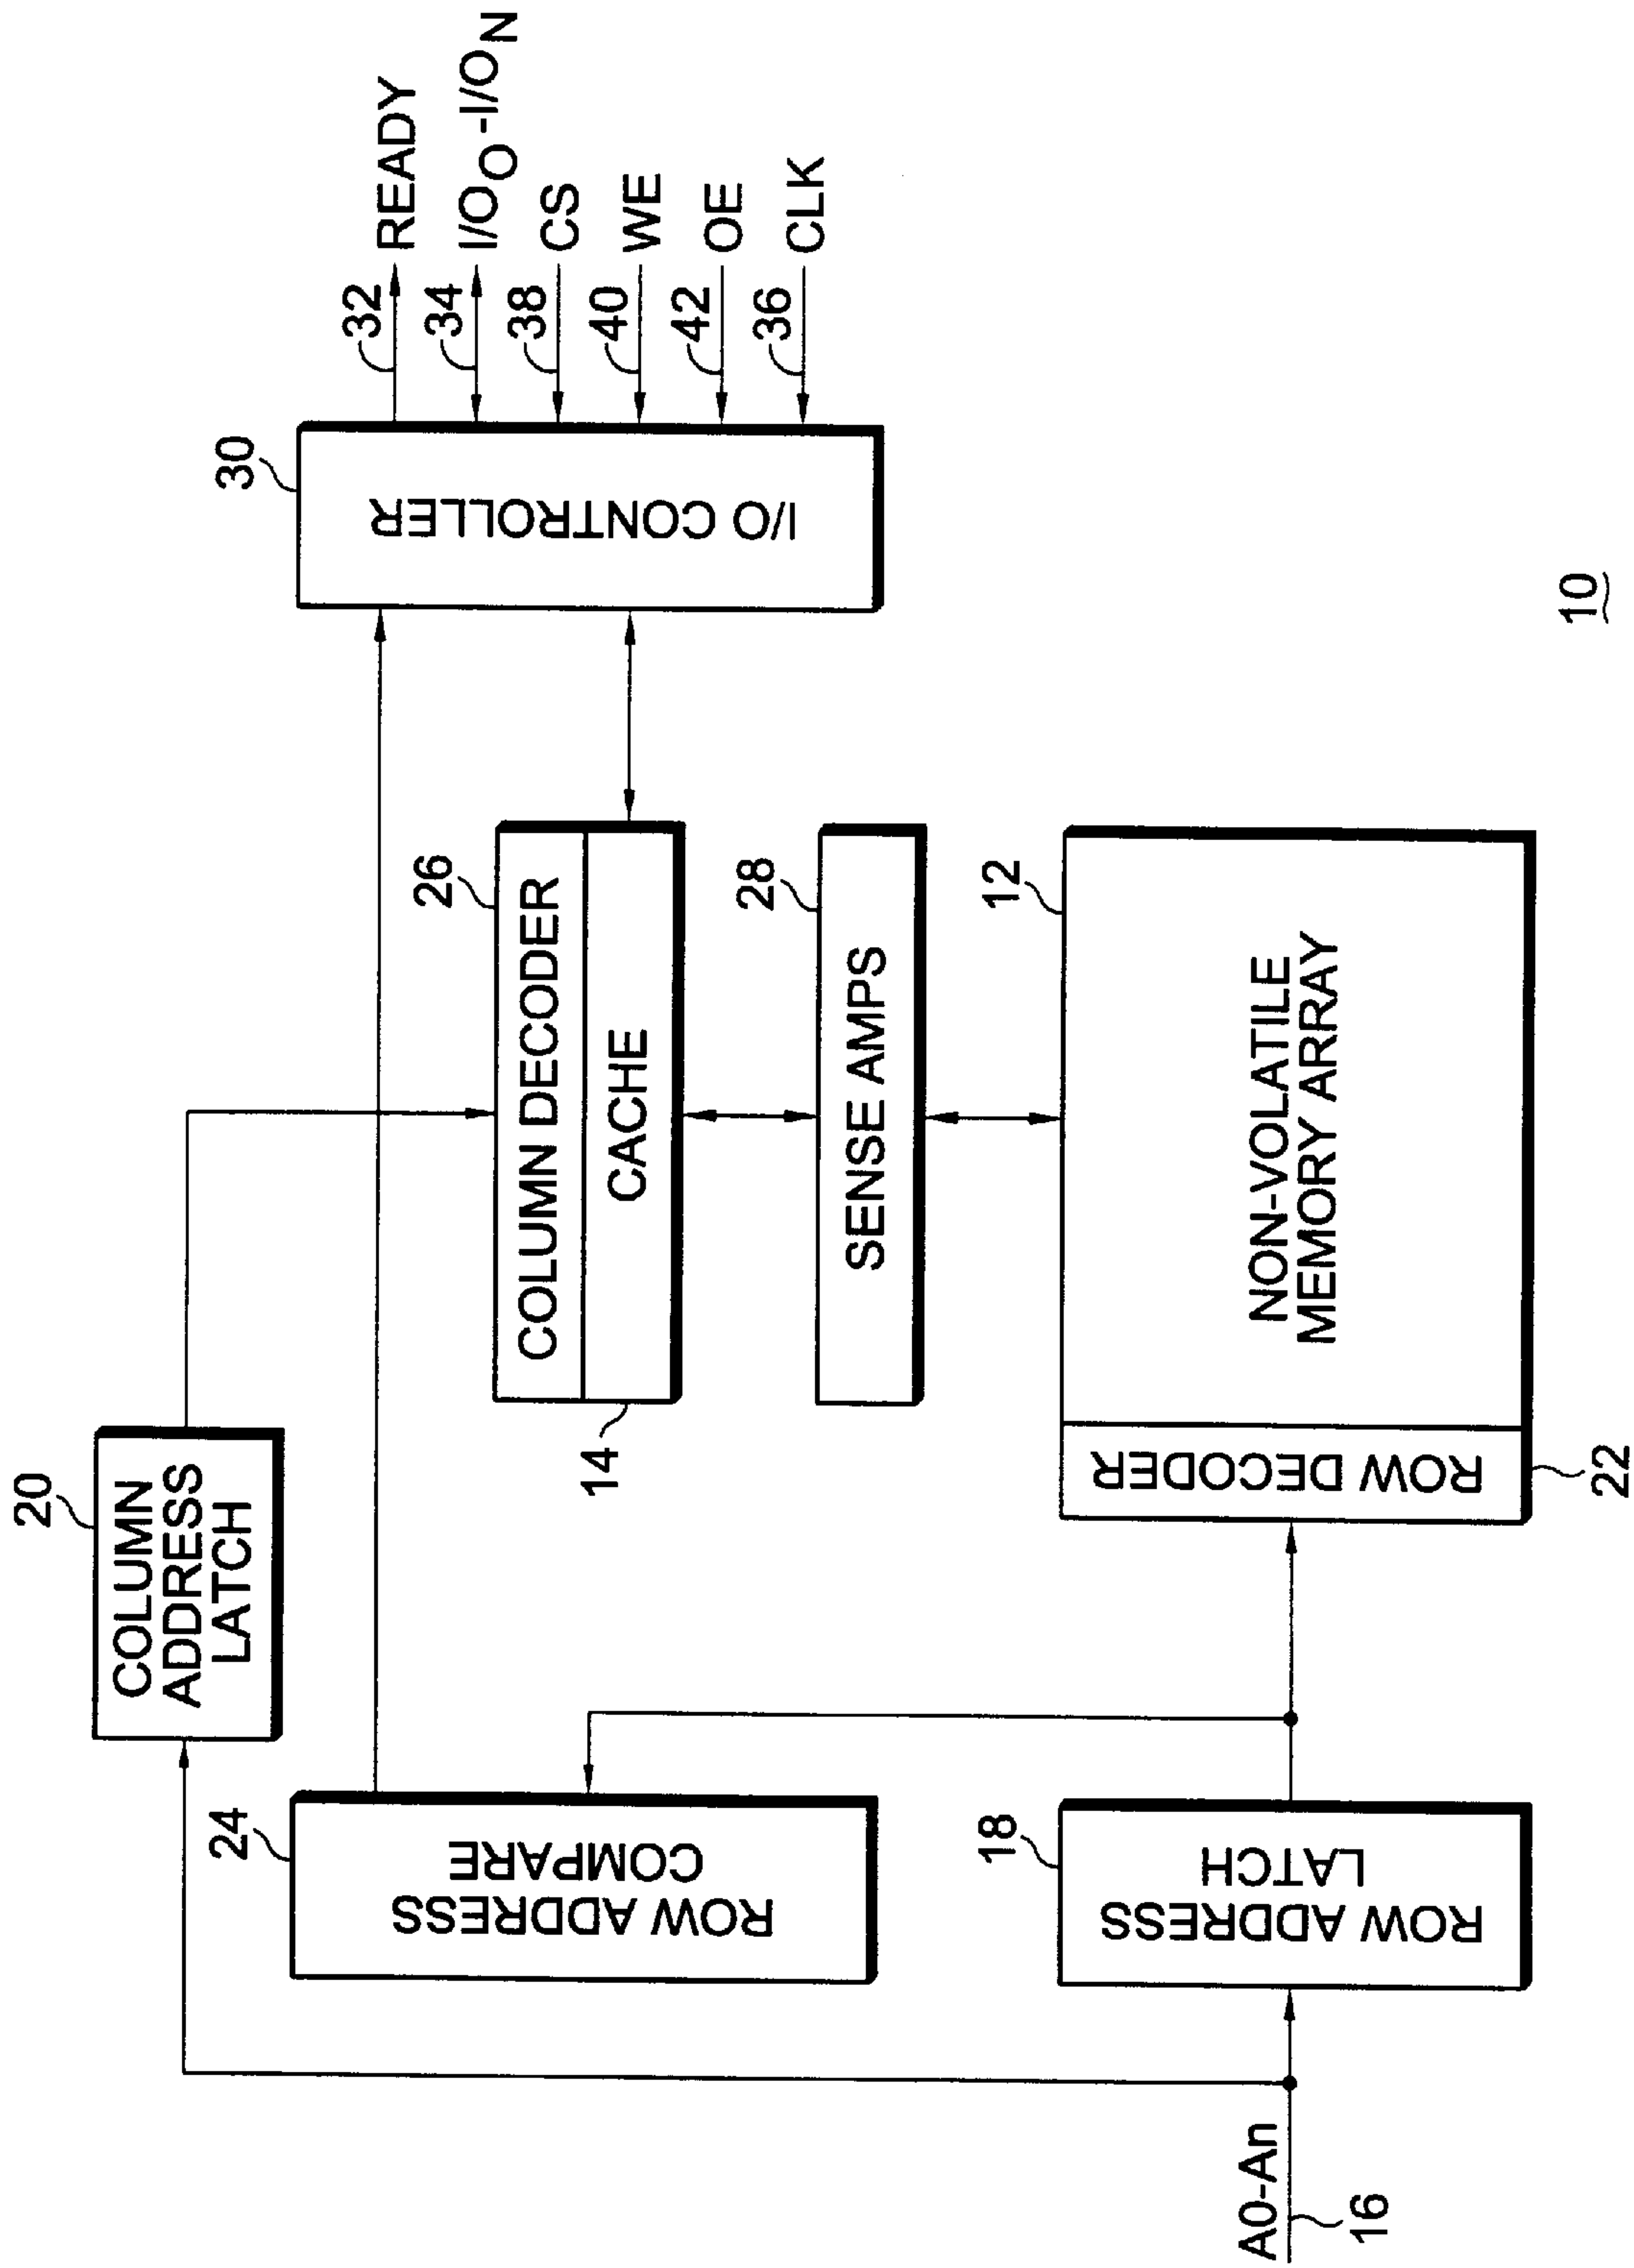 20
COLUMN
ADDRESS
LATCH
24
ROW ADDRESS
COMPARE
30
I/O CONTROLLER
32
READY
34
I/OO-I/ON
38
CS
40
WE
42
OE
36
CLK
26
COLUMN DECODER
CACHE
14
28
SENSE AMPS
A0-An
16
18
ROW ADDRESS
LATCH
22
ROW DECODER
12
NON-VOLATILE
MEMORY ARRAY
10